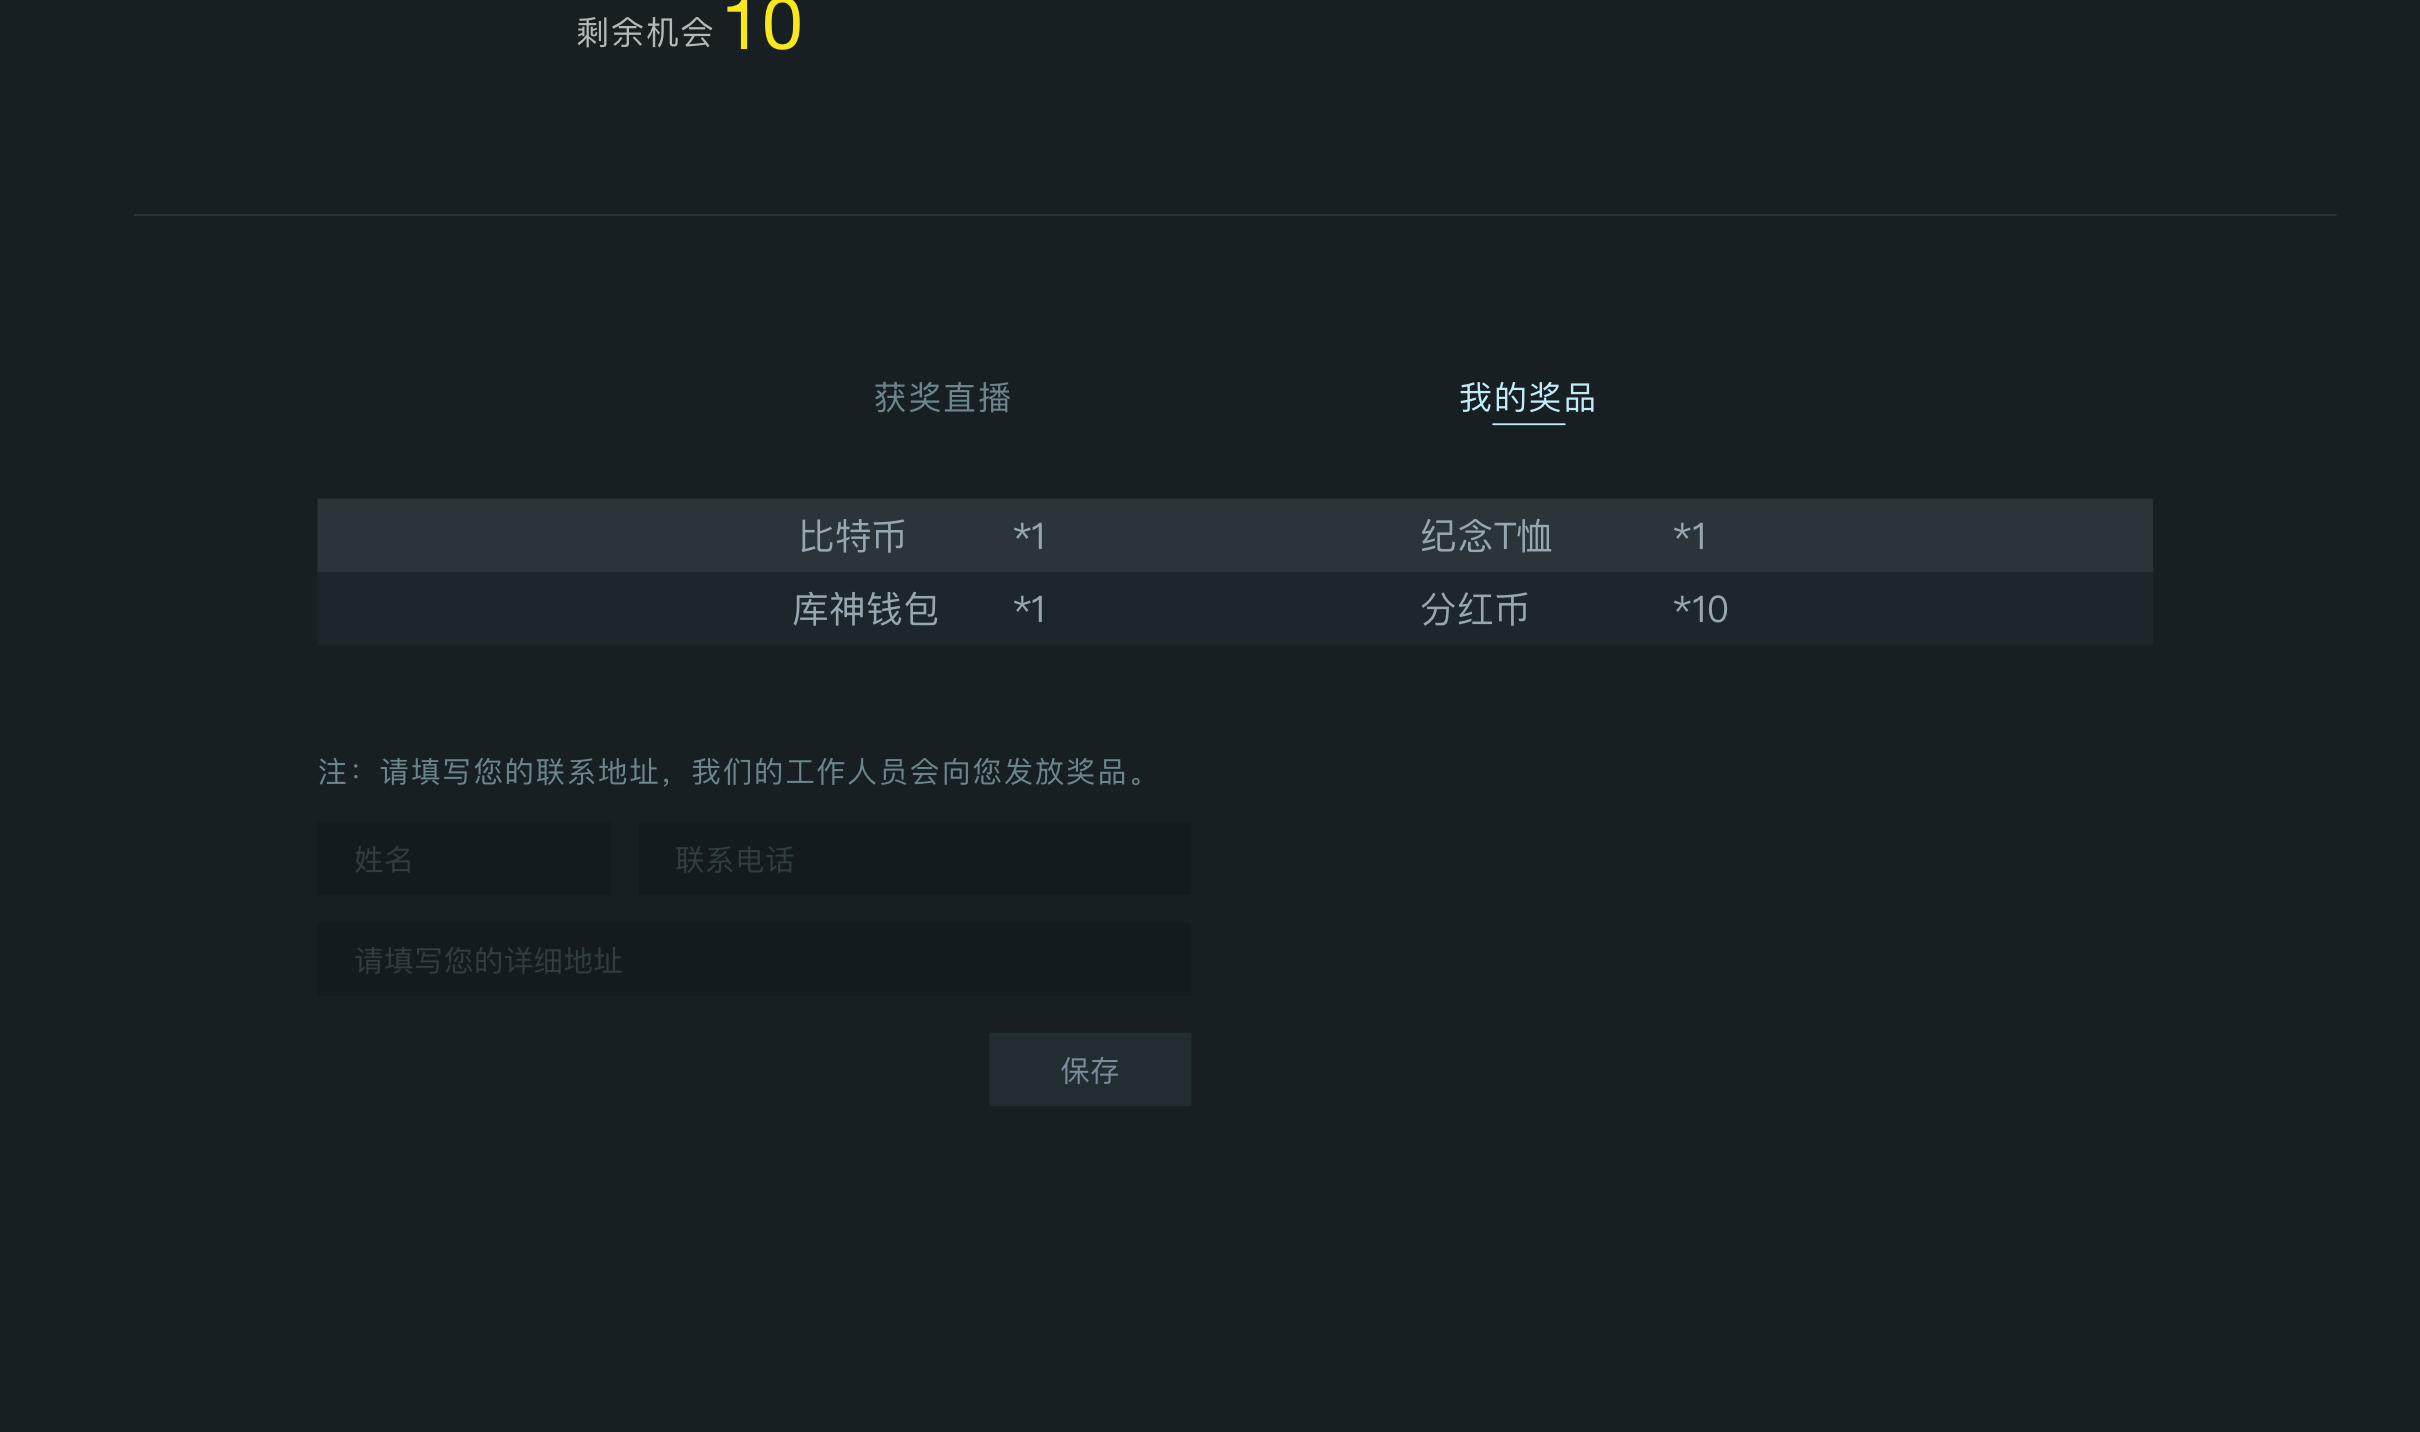 剩余机会 10
获奖直播 我的奖品
比特币 *1 纪念T恤 *1
库神钱包 *1 分红币 *10
注：请填写您的联系地址，我们的工作人员会向您发放奖品。
姓名 联系电话
请填写您的详细地址
保存